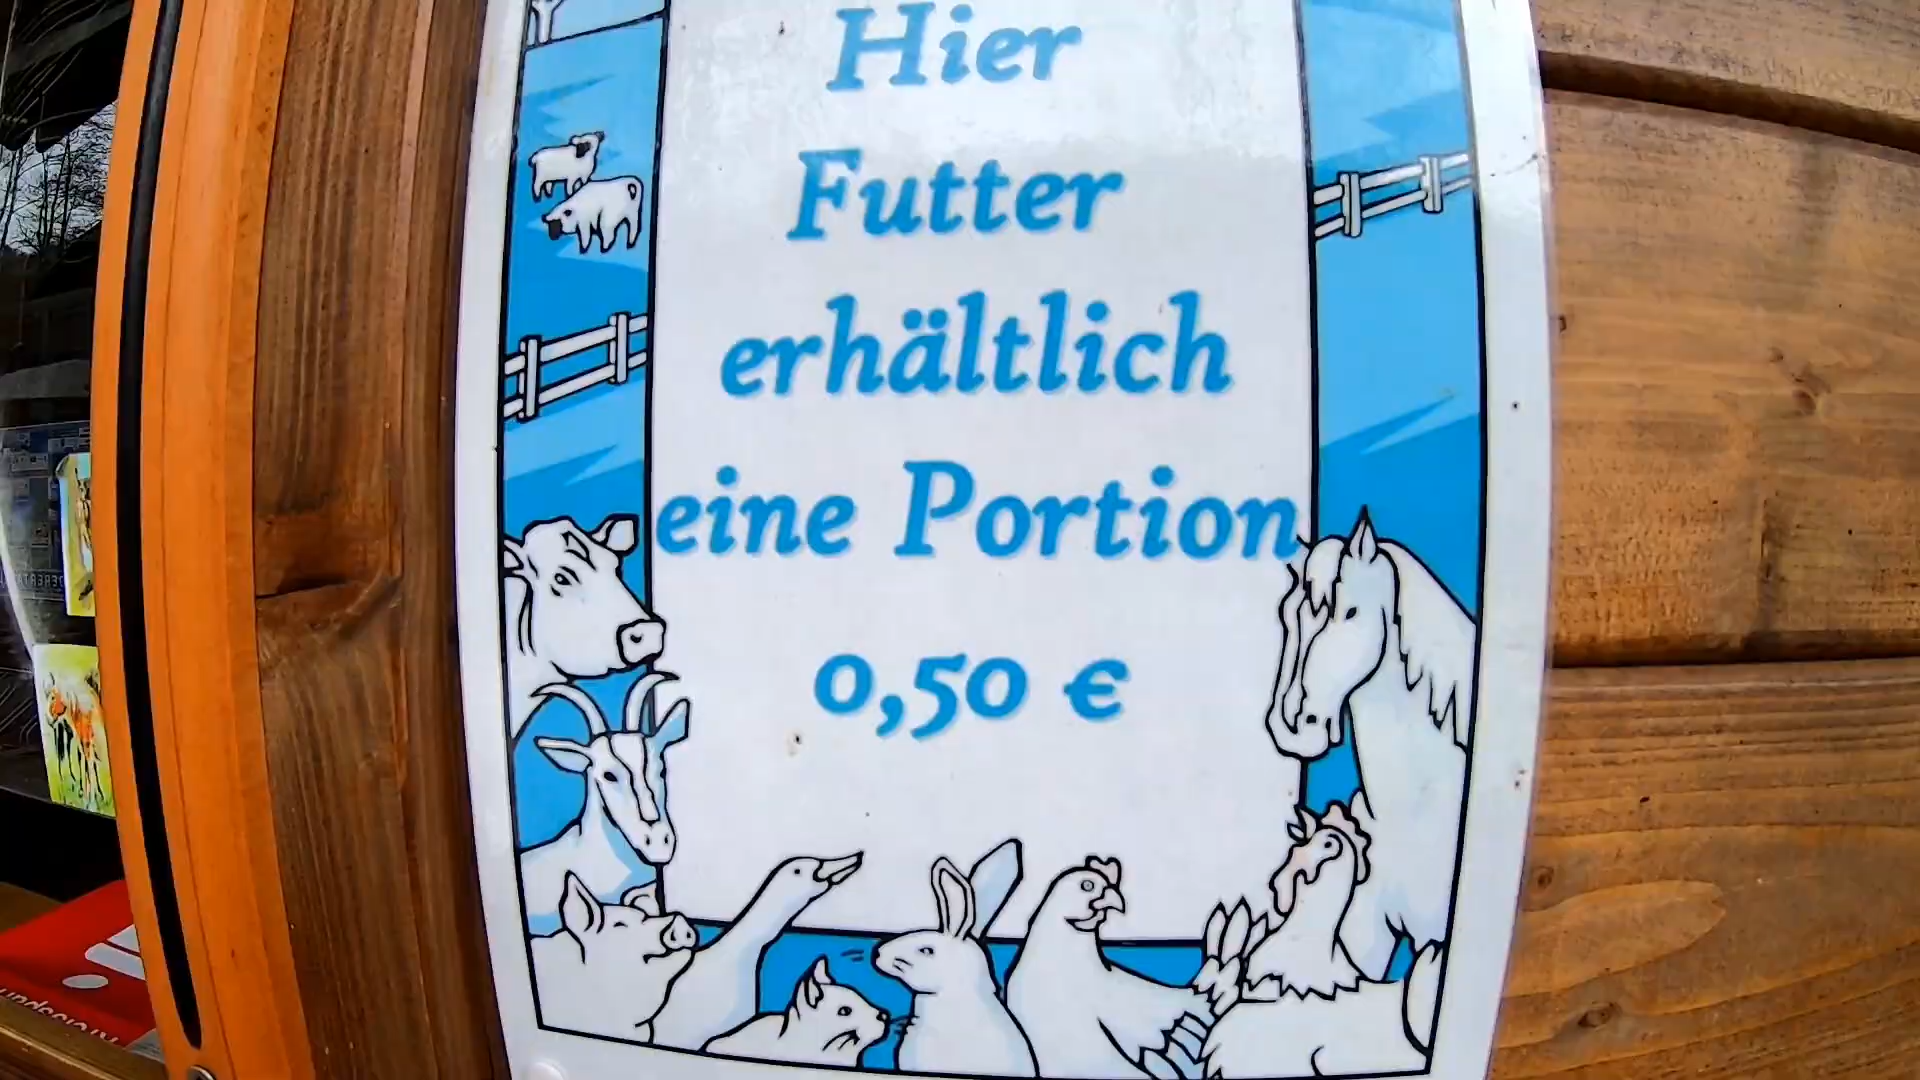 Hier
Futter
erhältlich
eine Portion
0,50 €